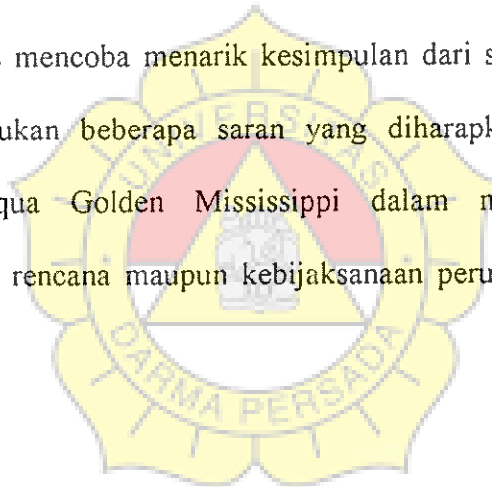 mencoba menarik kesimpulan dari s
ukan beberapa saran yang diharapk
qua Golden Mississippi dalam m
rencana maupun kebijaksanaan peru
UNIVERSITAS
DARMA PERSADA